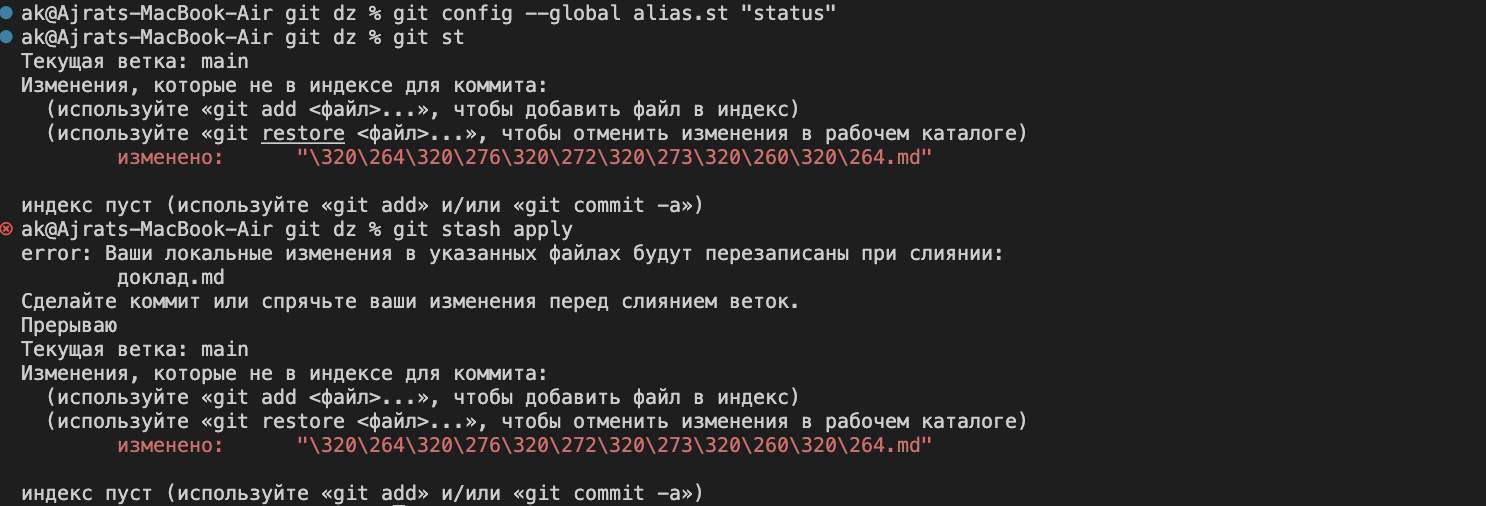 ak@Ajrats-MacBook-Air git dz % git config --global alias.st "status"
ak@Ajrats-MacBook-Air git dz % git st
Текущая ветка: main
Изменения, которые не в индексе для коммита:
  (используйте «git add <файл>...», чтобы добавить файл в индекс)
  (используйте «git restore <файл>...», чтобы отменить изменения в рабочем каталоге)
        изменено:      "\320\264\320\276\320\272\320\273\320\260\320\264.md"

индекс пуст (используйте «git add» и/или «git commit -a»)
ak@Ajrats-MacBook-Air git dz % git stash apply
error: Ваши локальные изменения в указанных файлах будут перезаписаны при слиянии:
        доклад.md
Сделайте коммит или спрячьте ваши изменения перед слиянием веток.
Прерываю
Текущая ветка: main
Изменения, которые не в индексе для коммита:
  (используйте «git add <файл>...», чтобы добавить файл в индекс)
  (используйте «git restore <файл>...», чтобы отменить изменения в рабочем каталоге)
        изменено:      "\320\264\320\276\320\272\320\273\320\260\320\264.md"

индекс пуст (используйте «git add» и/или «git commit -a»)